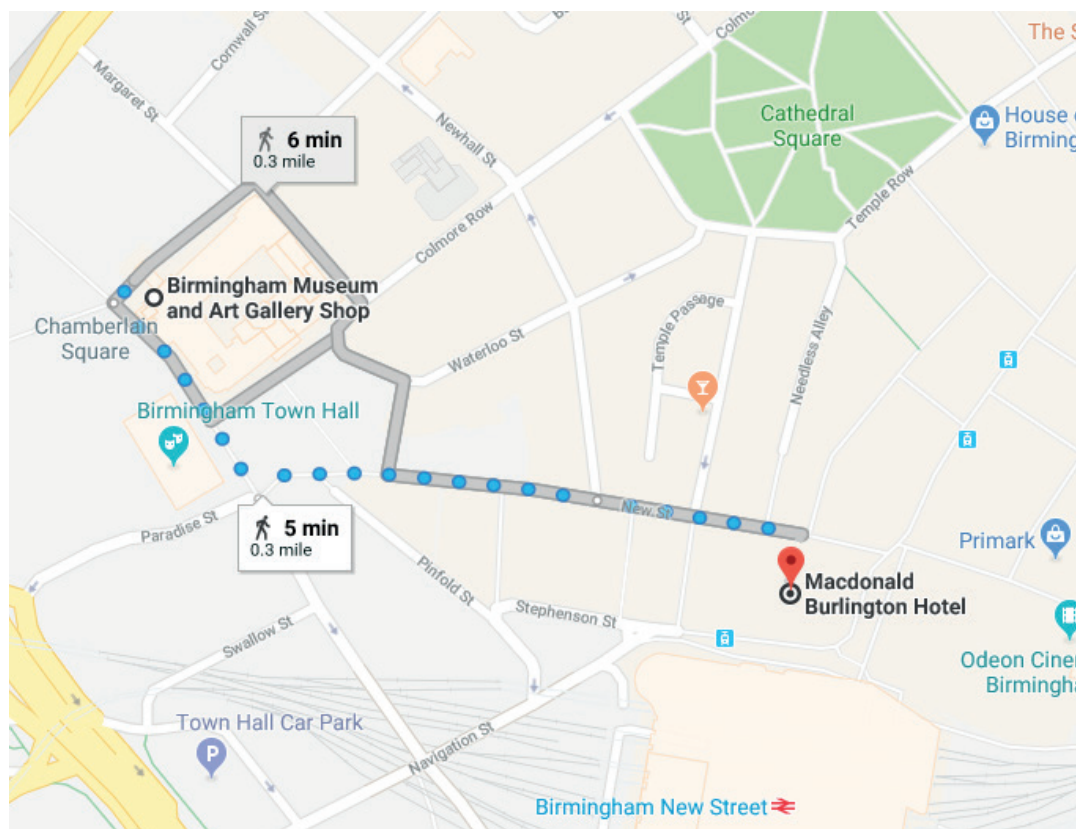 Cornwall St
Margaret St
Newhall St
Colmo
The S
Cathedral
Square
House o
Birming
6 min
0.3 mile
Temple Row
Colmore Row
Birmingham Museum
and Art Gallery Shop
Chamberlain
Square
Temple Passage
Needless Alley
Waterloo St
Birmingham Town Hall
New St
Paradise St
5 min
0.3 mile
Pinfold St
Primark
Macdonald
Burlington Hotel
Stephenson St
Swallow St
Odeon Ciner
Birmingha
Town Hall Car Park
P
Navigation St
Birmingham New Street